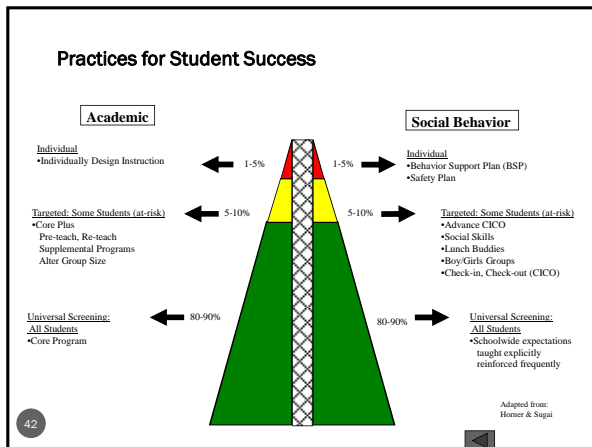 Practices for Student Success
Academic
Individual
•Individually Design Instruction
1-5%
Targeted: Some Students (at-risk)
•Core Plus
Pre-teach, Re-teach
Supplemental Programs
Alter Group Size
5-10%
Universal Screening:
All Students
•Core Program
80-90%
Social Behavior
1-5%
Individual
•Behavior Support Plan (BSP)
•Safety Plan
5-10%
Targeted: Some Students (at-risk)
•Advance CICO
•Social Skills
•Lunch Buddies
•Boy/Girls Groups
•Check-in, Check-out (CICO)
80-90%
Universal Screening:
All Students
•Schoolwide expectations
taught explicitly
reinforced frequently
Adapted from:
Horner & Sugai
42